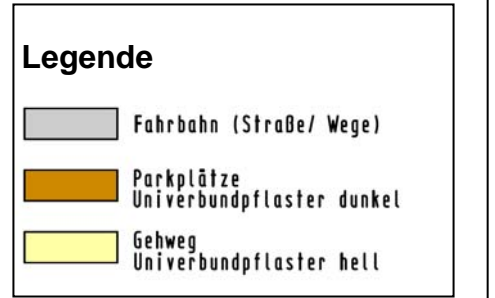 Legende
Fahrbahn (Straße/ Wege)
Parkplätze
Univerbundpflaster dunkel
Gehweg
Univerbundpflaster hell